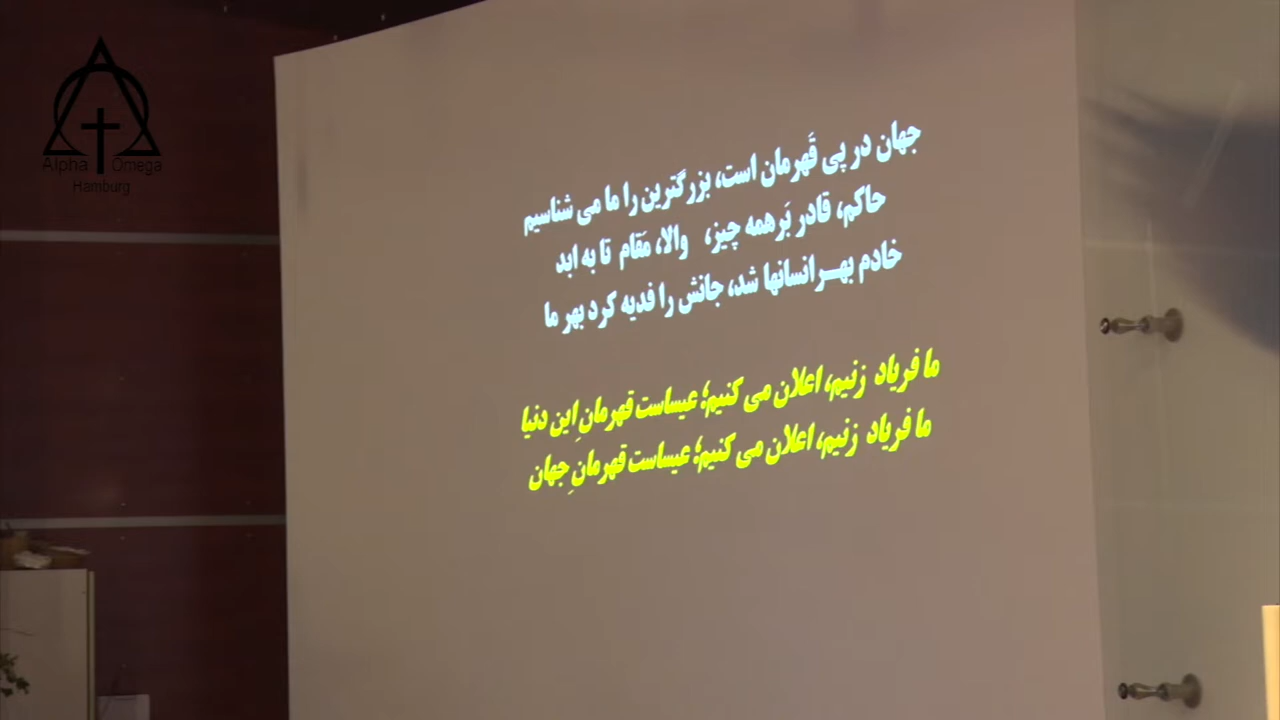 Alpha Omega
Hamburg
جهان در پی قَهرمان است، بزرگترین را ما می شناسیم
حاکم، قادر بَرهمه چیز، والا، مَقام تا به ابد
خادم بهـرانسانها شد، جانش را فدیه کرد بهر ما
ما فریاد زنیم، اعلان می کنیم؛ عیساست قهرمانِ این دنیا
ما فریاد زنیم، اعلان می کنیم؛ عیساست قهرمانِ جهان